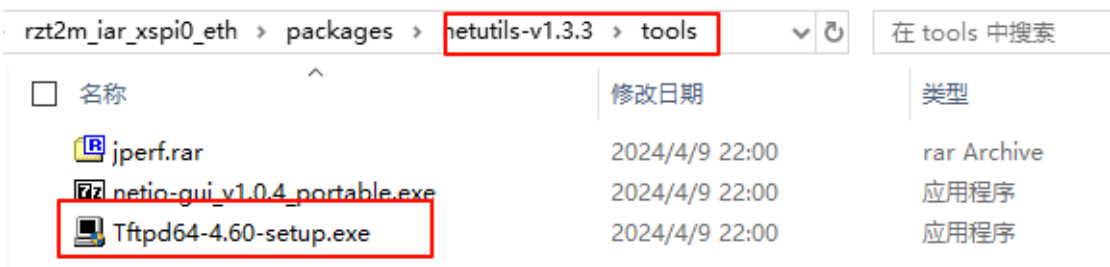 rzt2m_iar_xspi0_eth > packages > netutils-v1.3.3 > tools 在 tools 中搜索
名称 修改日期 类型
jperf.rar 2024/4/9 22:00 rar Archive
netio-gui_v1.0.4_portable.exe 2024/4/9 22:00 应用程序
Tftpd64-4.60-setup.exe 2024/4/9 22:00 应用程序